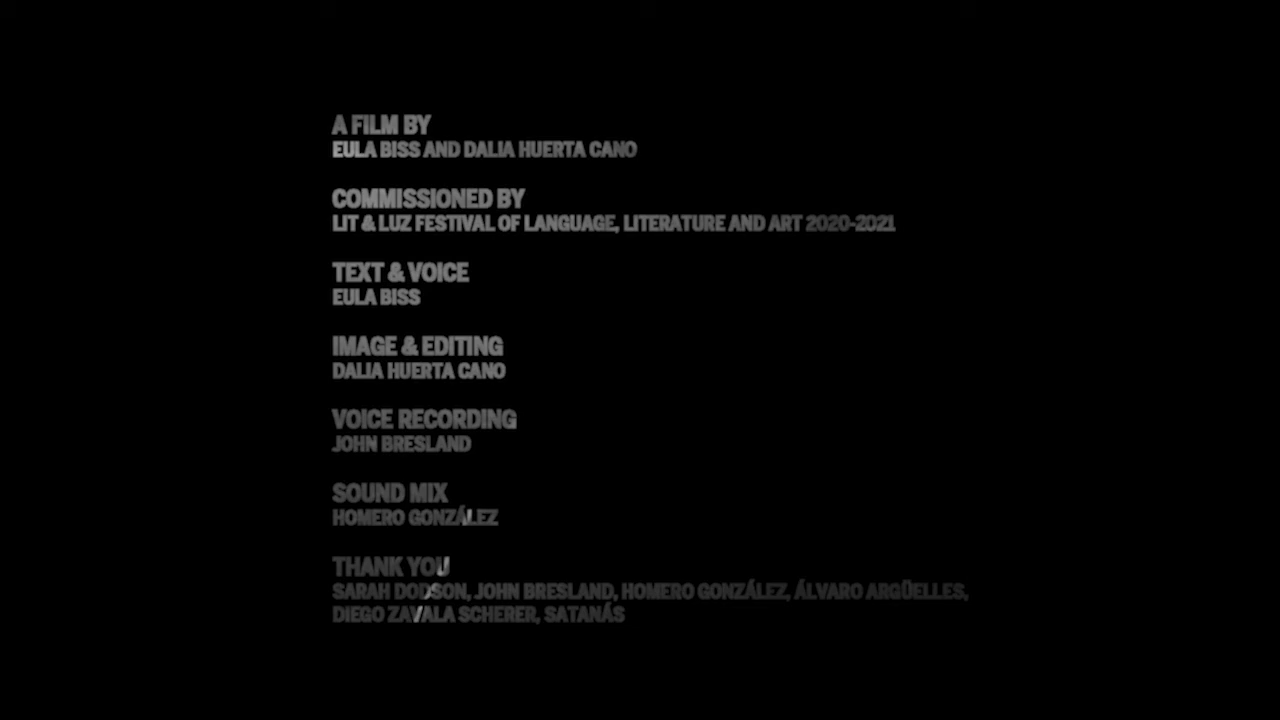 A FILM BY
EULA BISS AND DALIA HUERTA CANO
COMMISSIONED BY
LIT & LUZ FESTIVAL OF LANGUAGE, LITERATURE AND ART 2020-2021
TEXT & VOICE
EULA BISS
IMAGE & EDITING
DALIA HUERTA CANO
VOICE RECORDING
JOHN BRESLAND
SOUND MIX
HOMERO GONZÁLEZ
THANK YOU
SARAH DODSON, JOHN BRESLAND, HOMERO GONZÁLEZ, ÁLVARO ARGÜELLES,
DIEGO ZAVALA SCHERER, SATANÁS